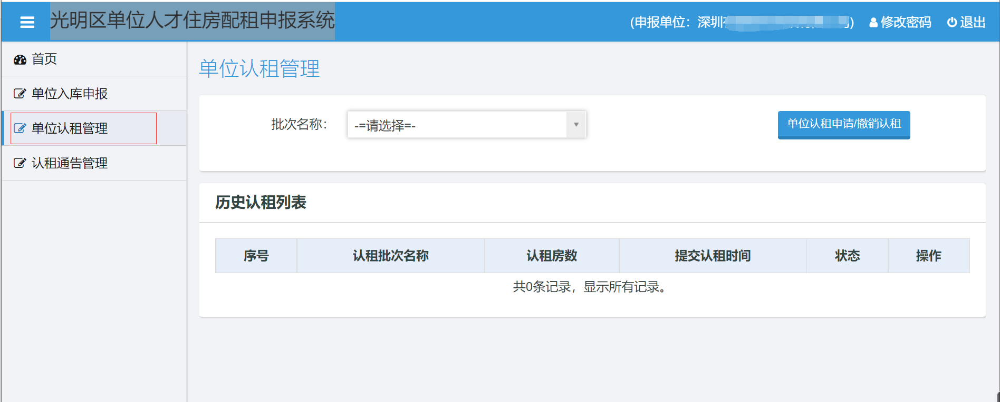 光明区单位人才住房配租申报系统
(申报单位：深圳
)
修改密码
退出
首页
单位入库申报
单位认租管理
认租通告管理
单位认租管理
批次名称：
-=请选择=-
单位认租申请/撤销认租
历史认租列表
序号
认租批次名称
认租房数
提交认租时间
状态
操作
共0条记录，显示所有记录。